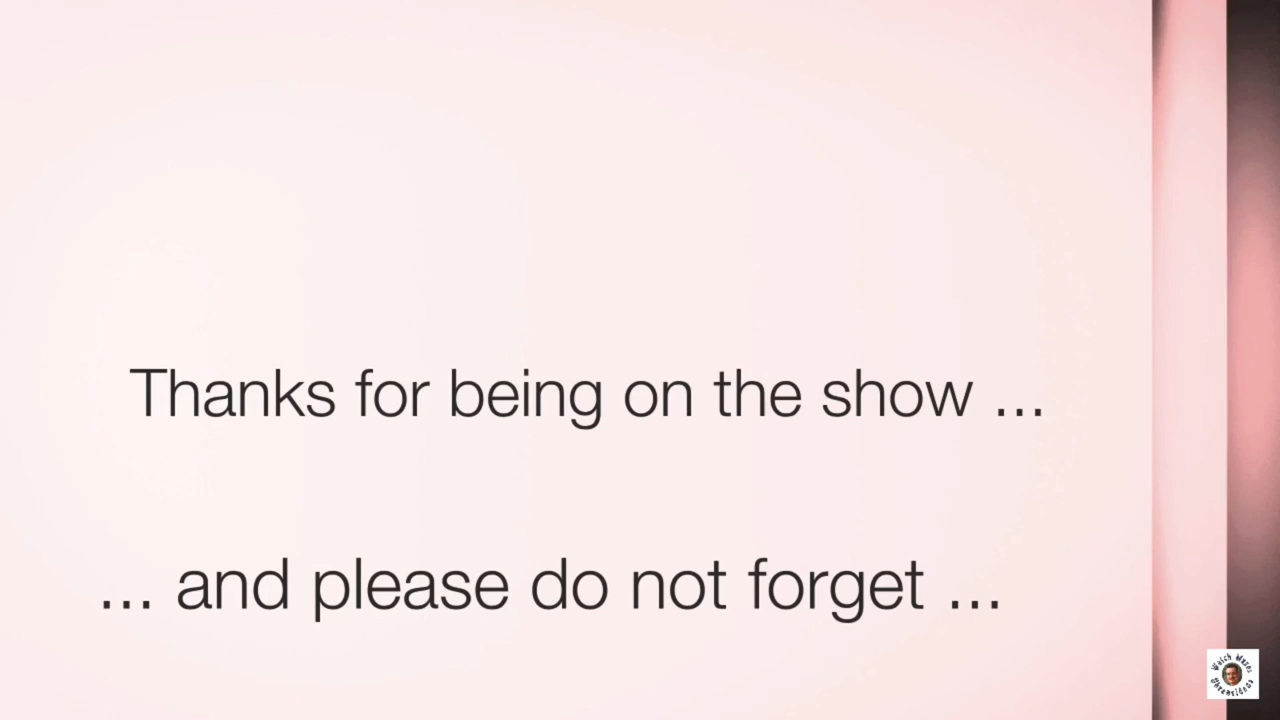 Thanks for being on the show ...
... and please do not forget ...